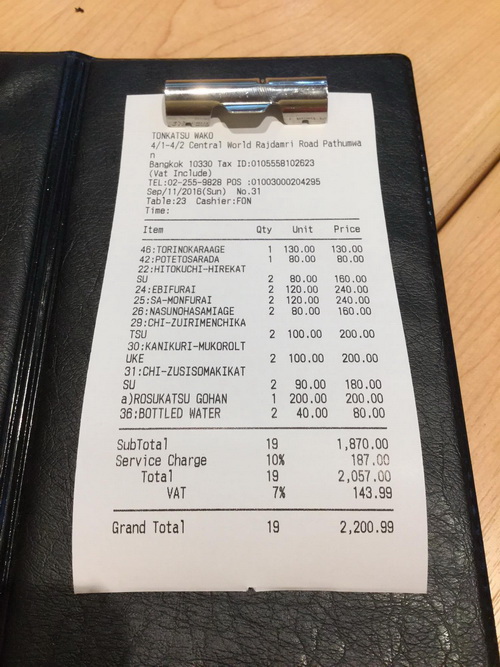 TONKATSU WAKO
4/1-4/2 Central World Rajdamri Road Pathumwa
n
Bangkok 10330 Tax ID:0105558102623
(Vat Include)
TEL:02-255-9828 POS :01003000204295
Sep/11/2016(Sun) No.31
Table:23 Cashier:FON
Time:
Item Qty Unit Price
46:TORINOKARAAGE 1 130.00 130.00
42:POTETOSARADA 1 80.00 80.00
22:HITOKUCHI-HIREKAT
SU 2 80.00 160.00
24:EBIFURAI 2 120.00 240.00
25:SA-MONFURAI 2 120.00 240.00
26:NASUNOHASAMIAGE 2 80.00 160.00
29:CHI-ZUIRIMENCHIKA
TSU 2 100.00 200.00
30:KANIKURI-MUKOROLT
UKE 2 100.00 200.00
31:CHI-ZUSISOMAKIKAT
SU 2 90.00 180.00
a)ROSUKATSU GOHAN 1 200.00 200.00
36:BOTTLED WATER 2 40.00 80.00
SubTotal 19 1,870.00
Service Charge 10% 187.00
Total 19 2,057.00
VAT 7% 143.99
Grand Total 19 2,200.99